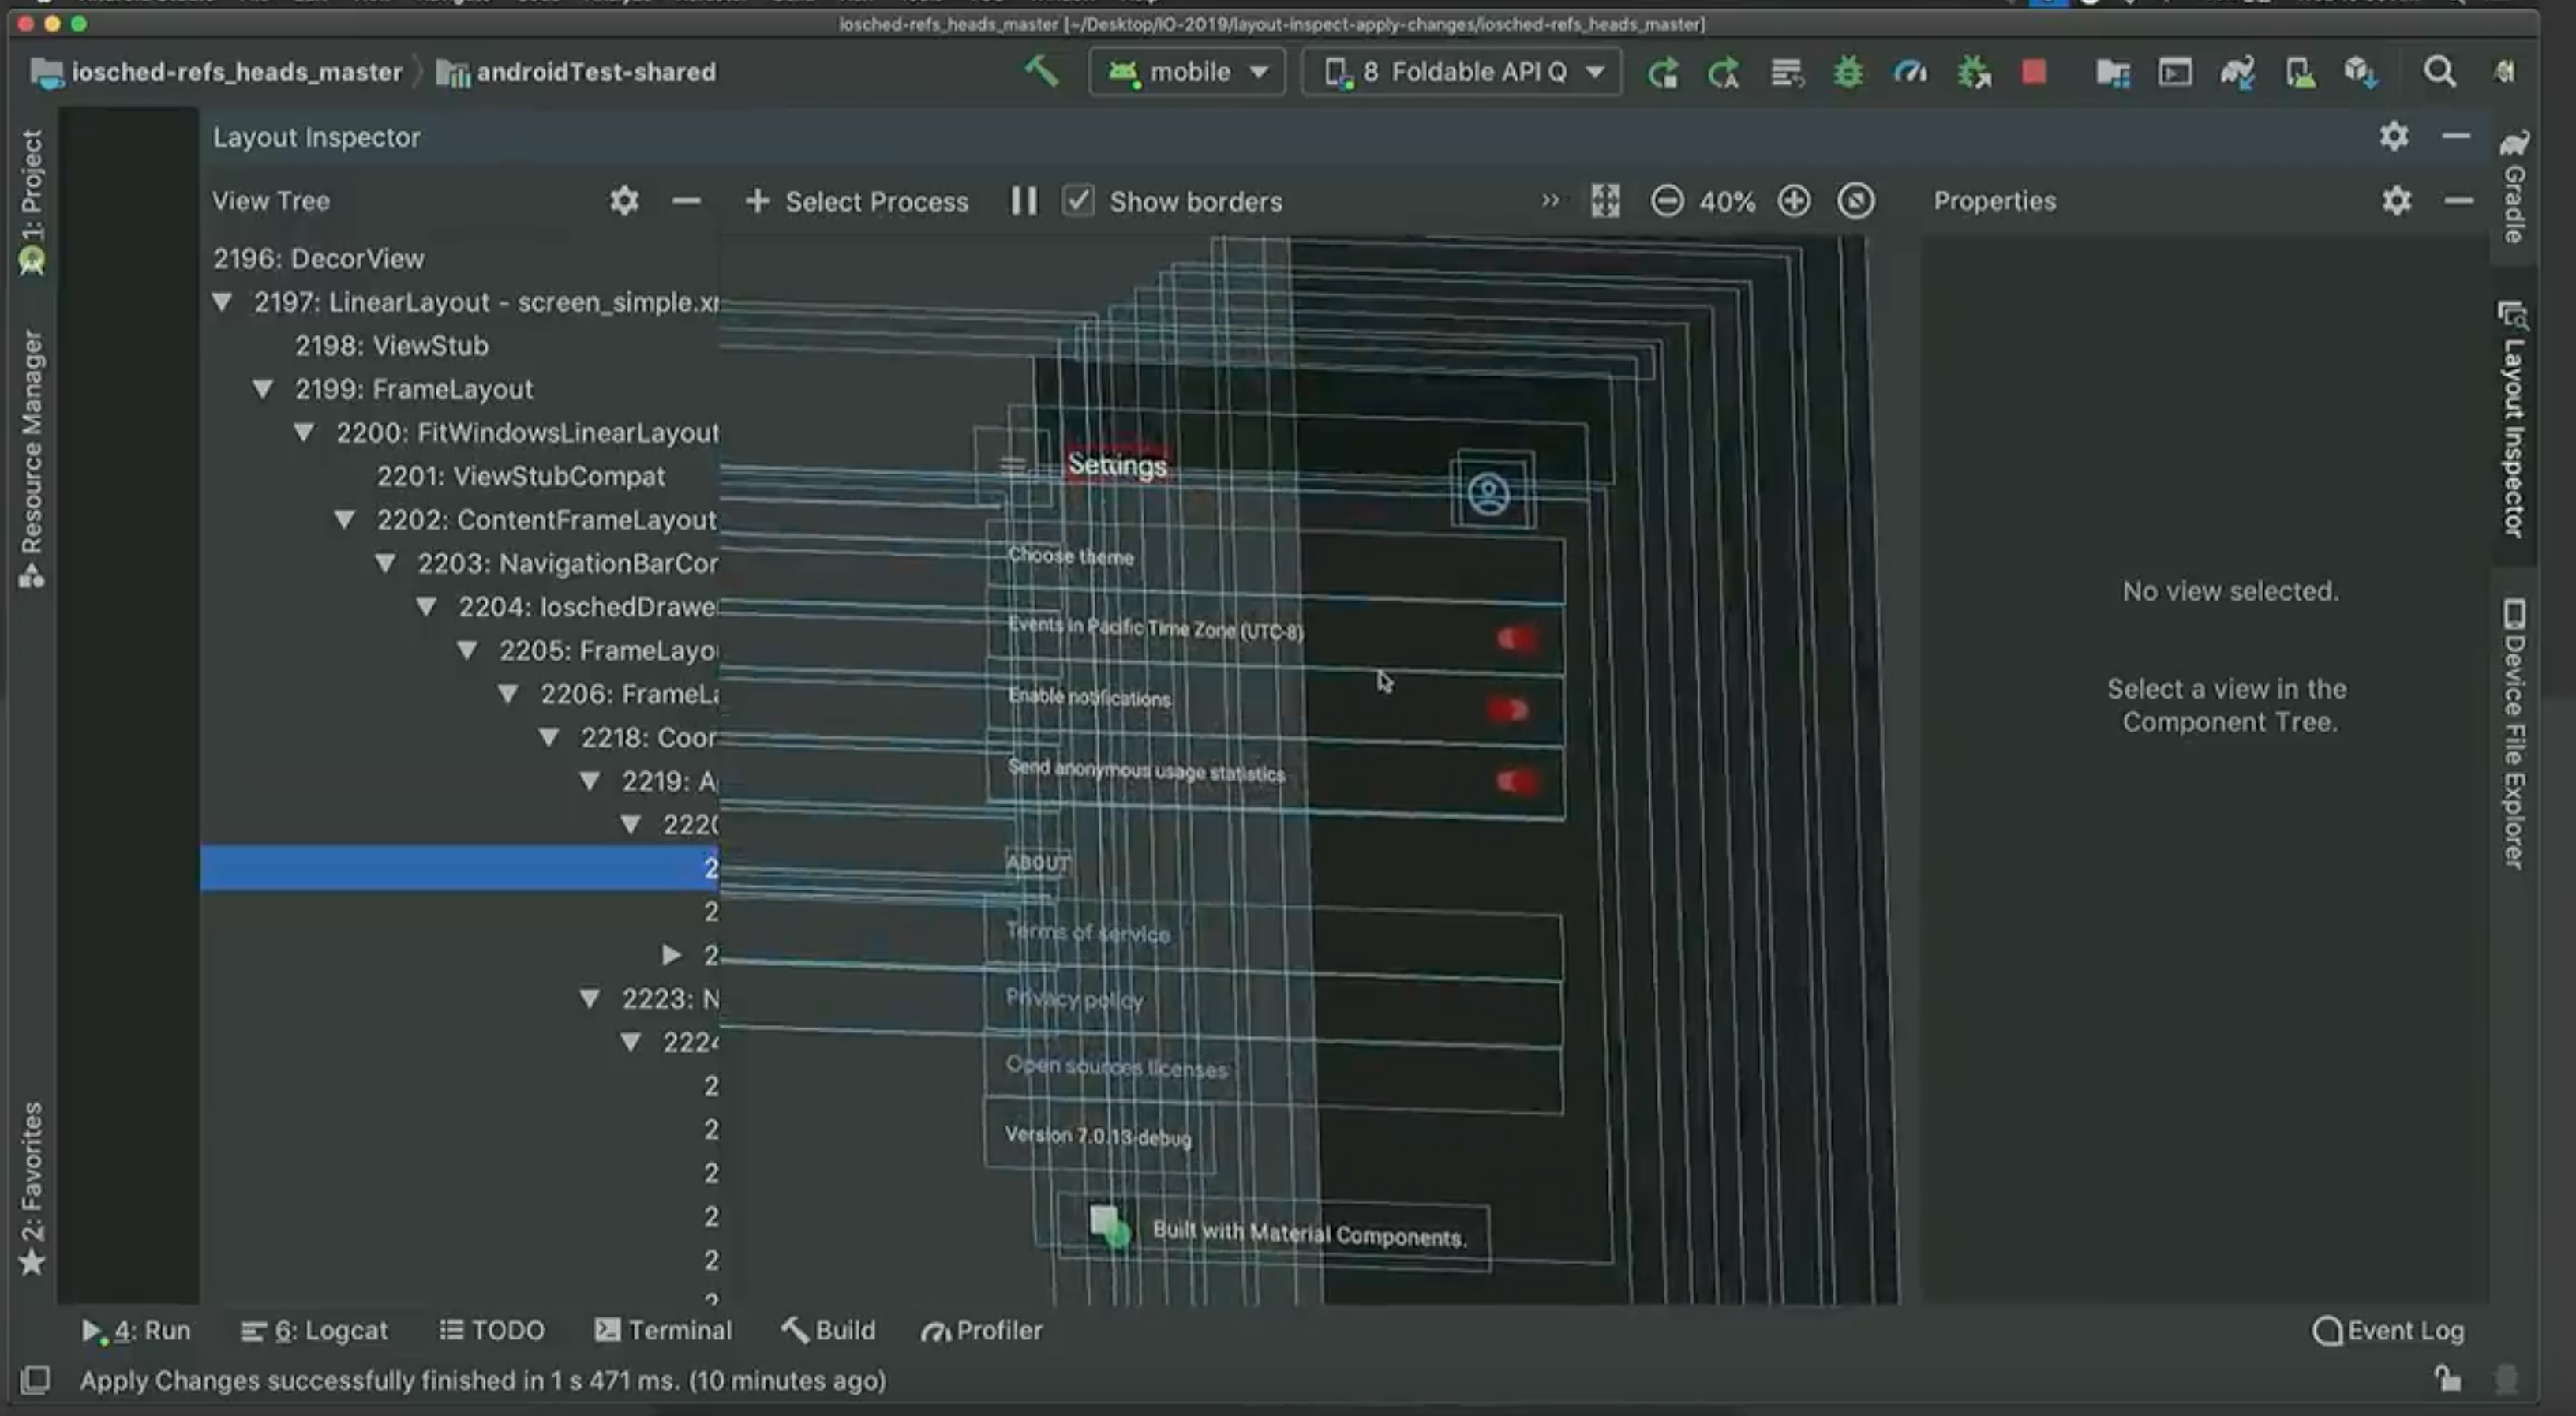 iosched-refs_heads_master [~/Desktop/IO-2019/layout-inspect-apply-changes/iosched-refs_heads_master]
iosched-refs_heads_master androidTest-shared mobile 8 Foldable API Q
Layout Inspector
View Tree Select Process Show borders 40% Properties
1: Project
Resource Manager
2: Favorites
2196: DecorView
2197: LinearLayout - screen_simple.x
2198: ViewStub
2199: FrameLayout
2200: FitWindowsLinearLayout
2201: ViewStubCompat
2202: ContentFrameLayout
2203: NavigationBarCor
2204: IoschedDrawe
2205: FrameLayo
2206: FrameLa
2218: Coor
2219: A
222
2
2
2
2223: N
2224
2
2
2
2
2
Settings
Choose theme
Events in Pacific Time Zone (UTC-8)
Enable notifications
Send anonymous usage statistics
ABOUT
Terms of service
Privacy policy
Open sources licenses
Version 7.0.13-debug
Built with Material Components.
No view selected.
Select a view in the
Component Tree.
Gradle
Layout Inspector
Device File Explorer
4: Run 6: Logcat TODO Terminal Build Profiler Event Log
Apply Changes successfully finished in 1 s 471 ms. (10 minutes ago)